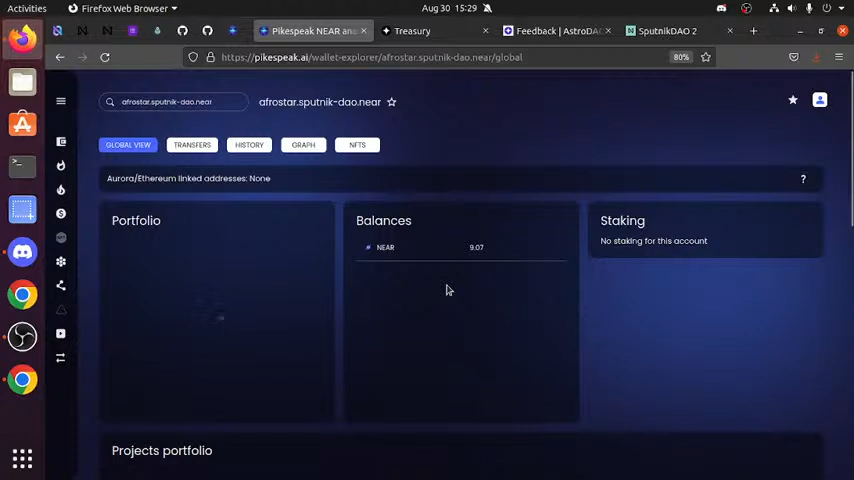 Activities
Firefox Web Browser
Aug 30 15:29
Pikespeak NEAR an
Treasury
Feedback | AstroDA
SputnikDAO 2
https://pikespeak.ai/wallet-explorer/afrostar.sputnik-dao.near/global
80%
afrostar.sputnik-dao.near
afrostar.sputnik-dao.near
GLOBAL VIEW
TRANSFERS
HISTORY
GRAPH
NFTS
Aurora/Ethereum linked addresses: None
?
Portfolio
Balances
Staking
NEAR 9.07
No staking for this account
Projects portfolio